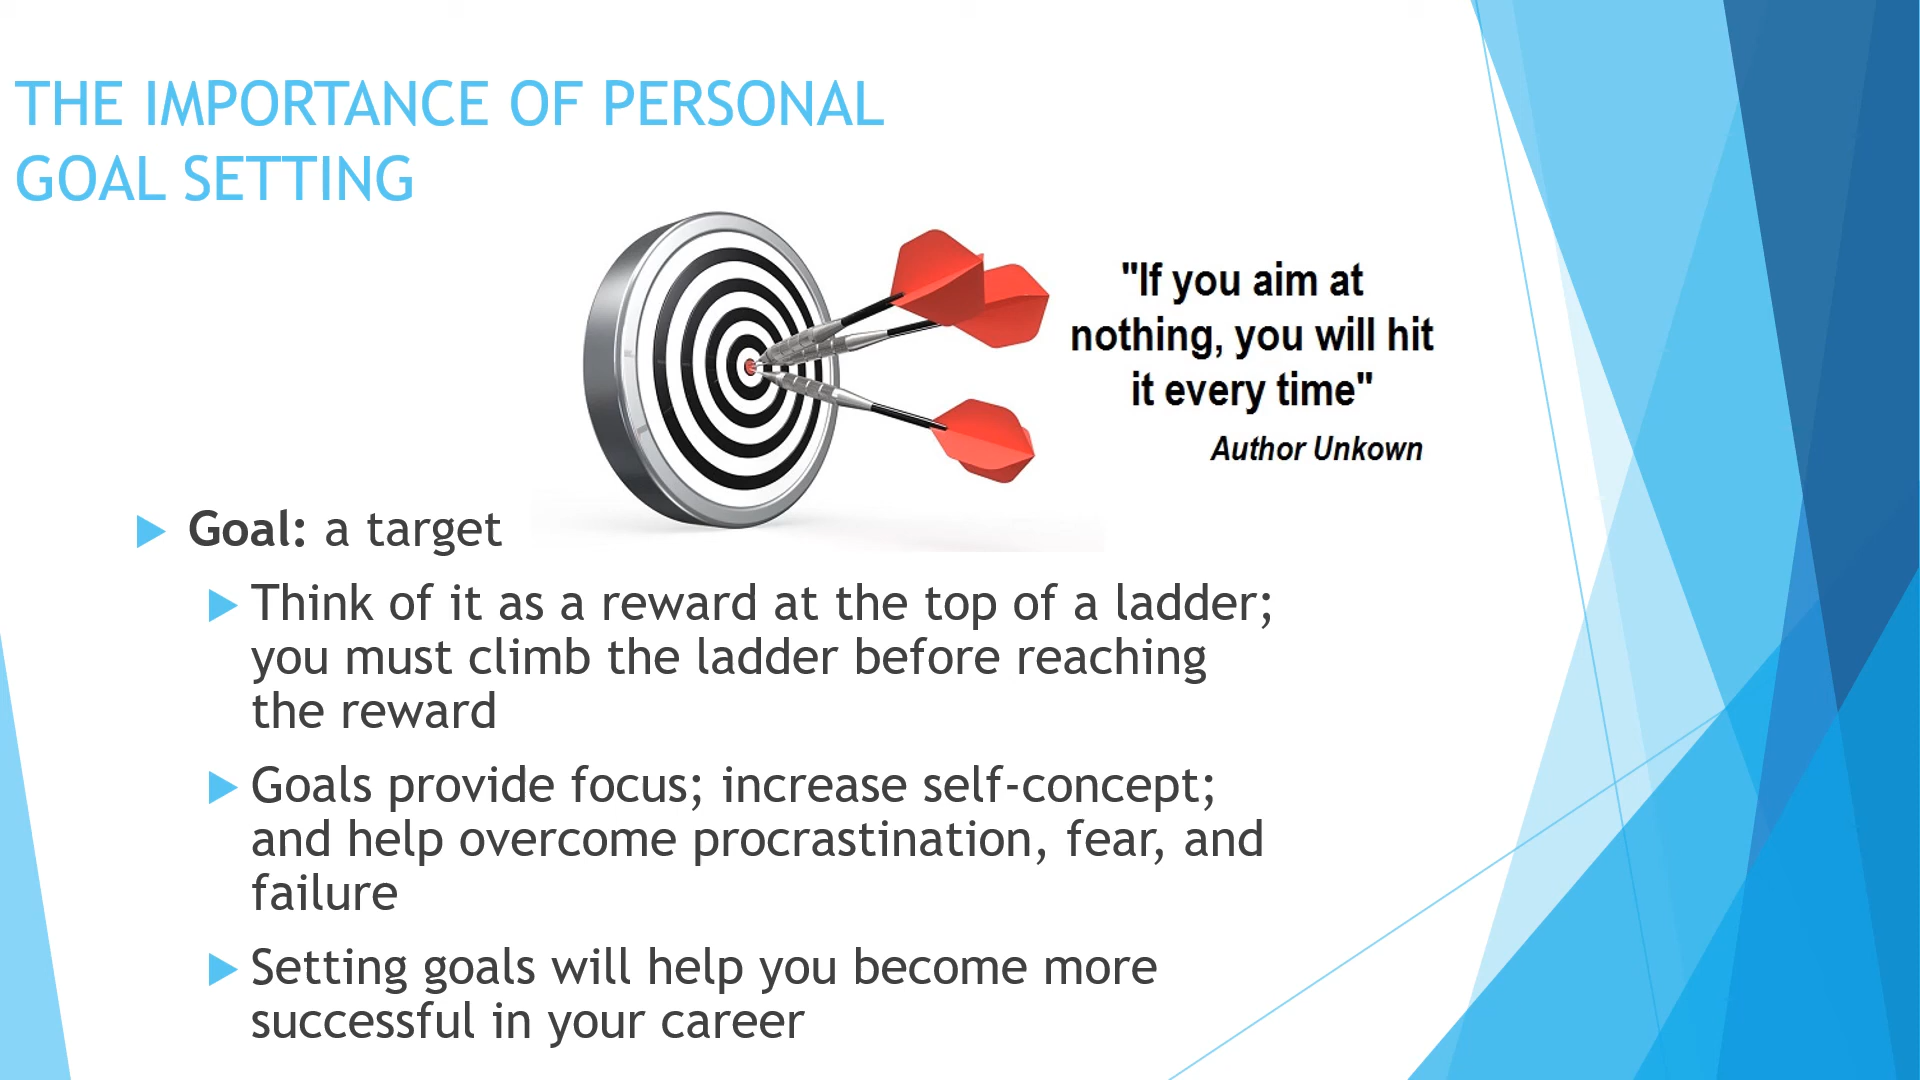 THE IMPORTANCE OF PERSONAL
GOAL SETTING
"If you aim at
nothing, you will hit
it every time"
Author Unkown
Goal: a target
Think of it as a reward at the top of a ladder;
you must climb the ladder before reaching
the reward
Goals provide focus; increase self-concept;
and help overcome procrastination, fear, and
failure
Setting goals will help you become more
successful in your career